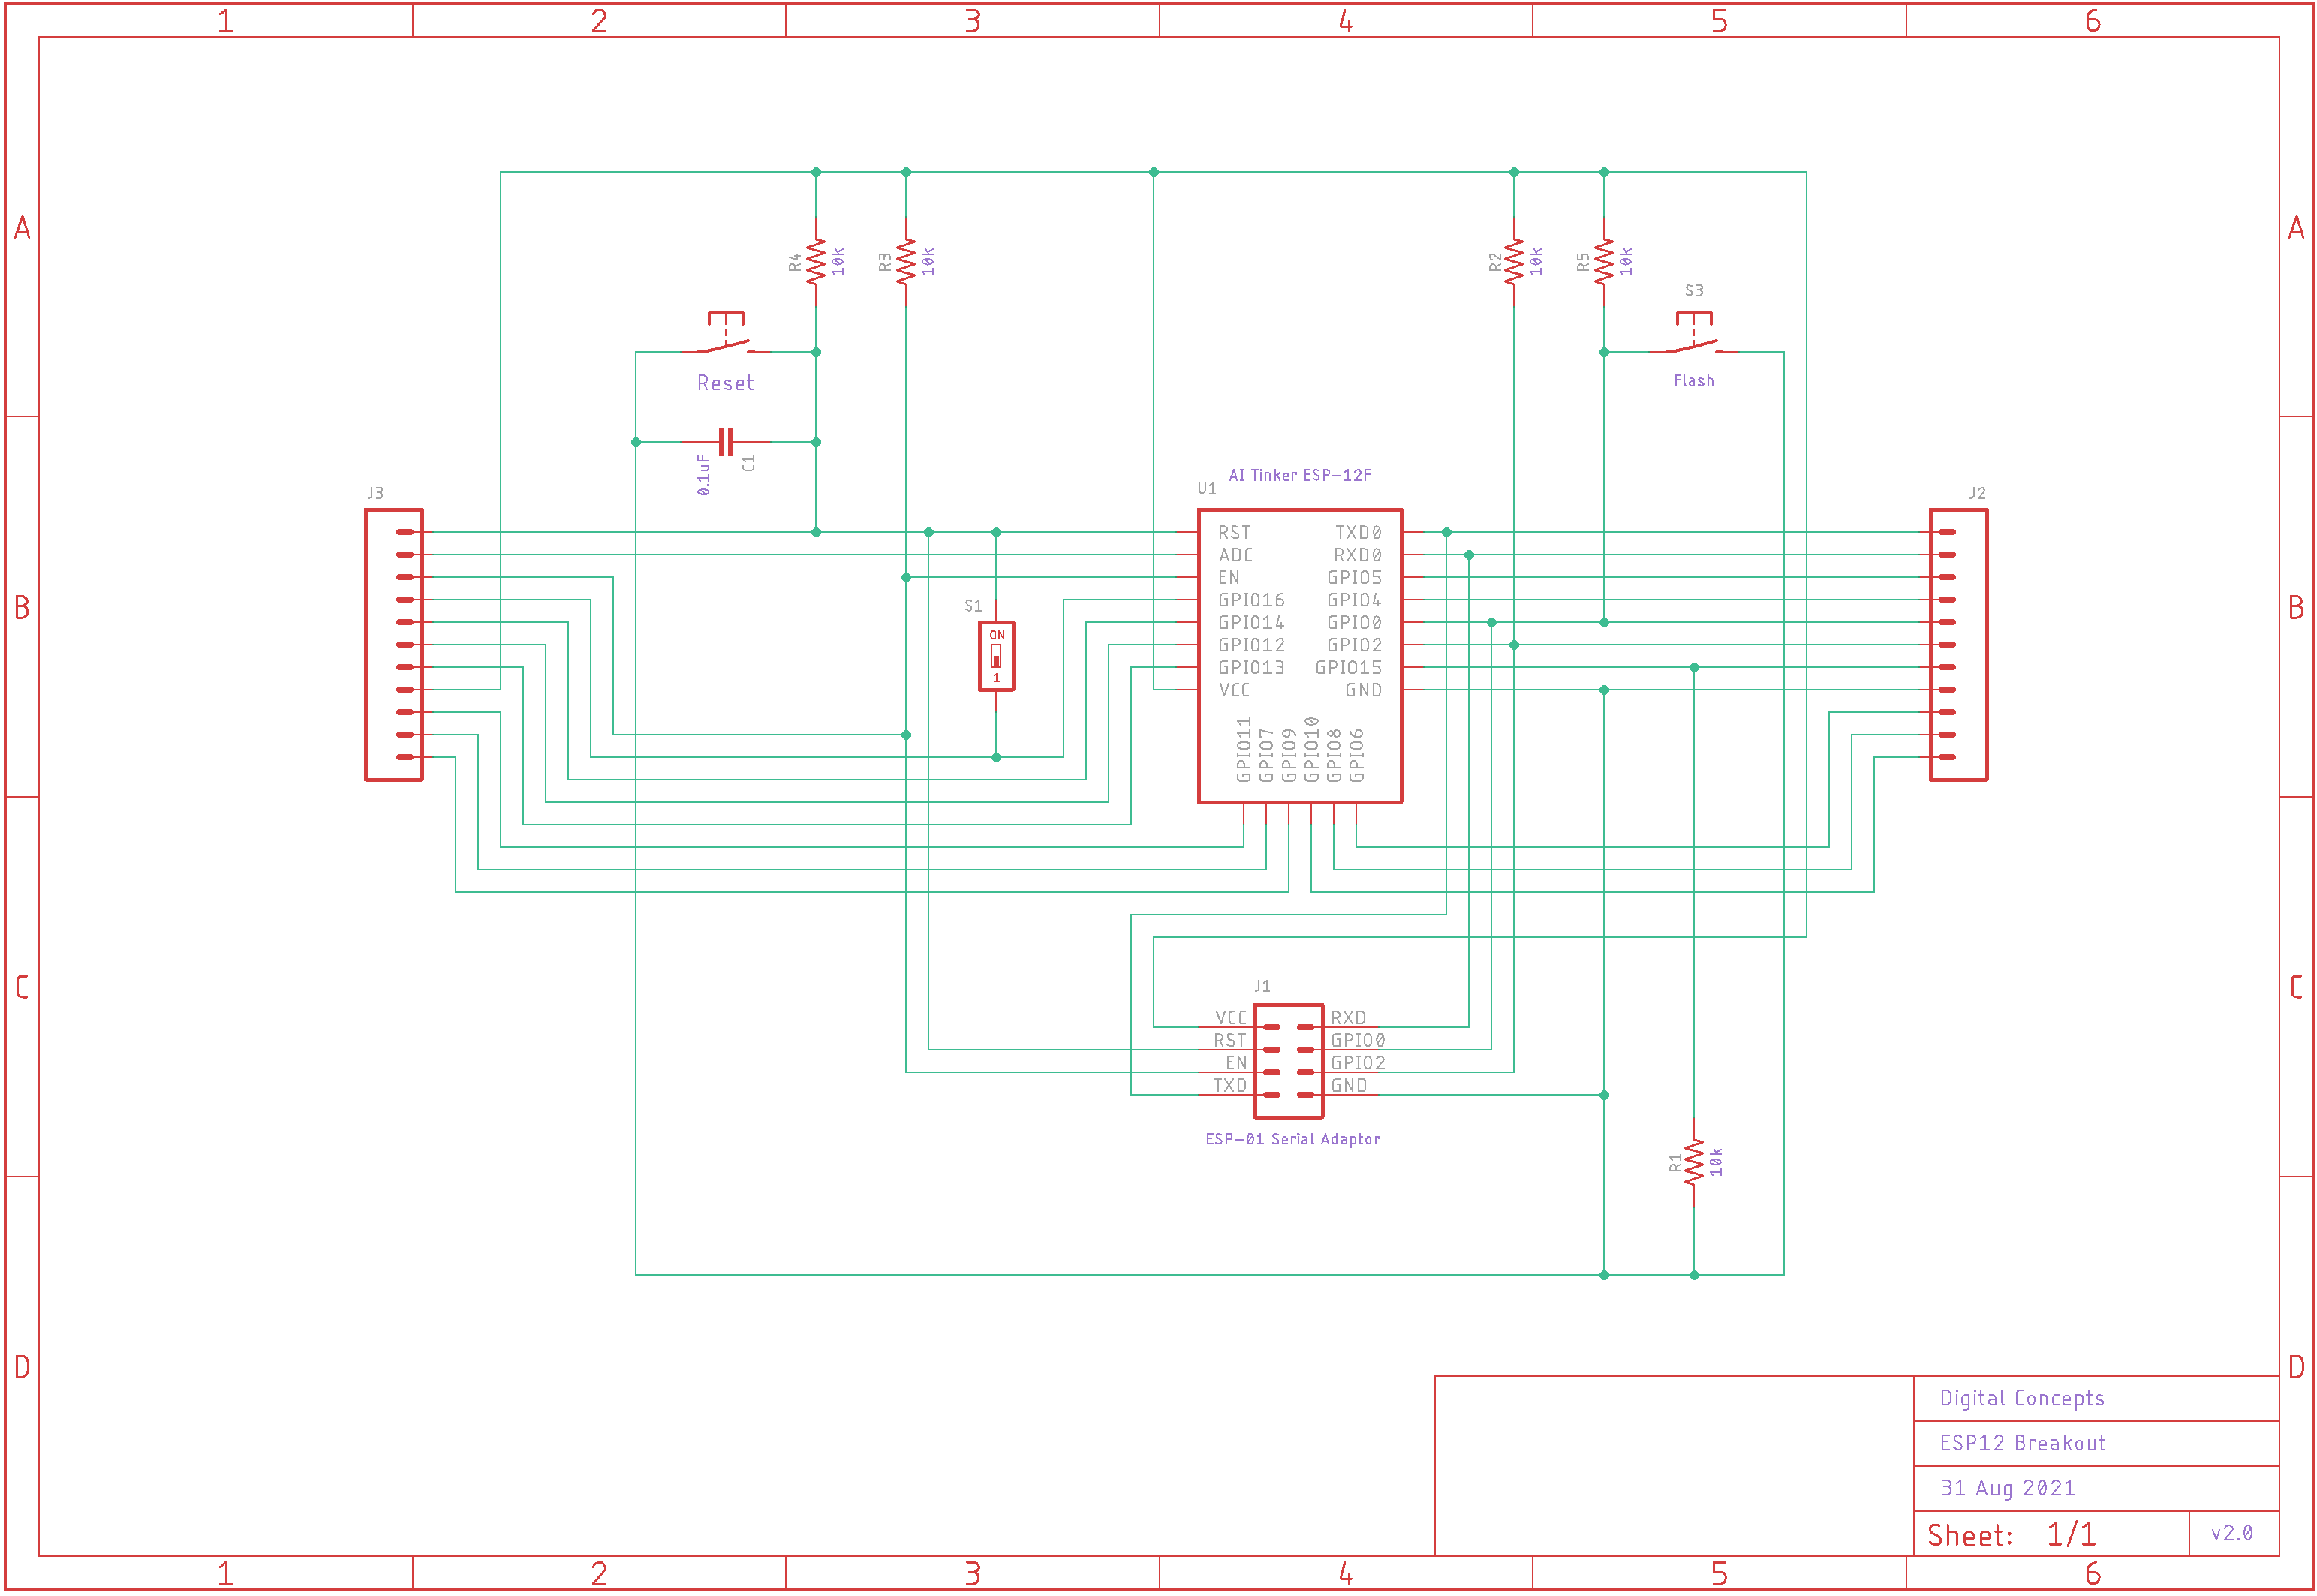 1 2 3 4 5 6
A A
R4 10k R3 10k R2 10k R5 10k
S3
Reset
Flash
0.1uF C1
AI Tinker ESP-12F
J3 U1 J2
RST TXD0
ADC RXD0
B B
EN GPIO5
S1 GPIO16 GPIO4
GPIO14 GPIO0
ON
GPIO12 GPIO2
GPIO13 GPIO15
1
VCC GND
GPIO11 GPIO7 GPIO9 GPIO10 GPIO8 GPIO6
C C
J1
VCC RXD
RST GPIO0
EN GPIO2
TXD GND
ESP-01 Serial Adaptor
R1 10k
D D
Digital Concepts
ESP12 Breakout
31 Aug 2021
Sheet: 1/1 v2.0
1 2 3 4 5 6